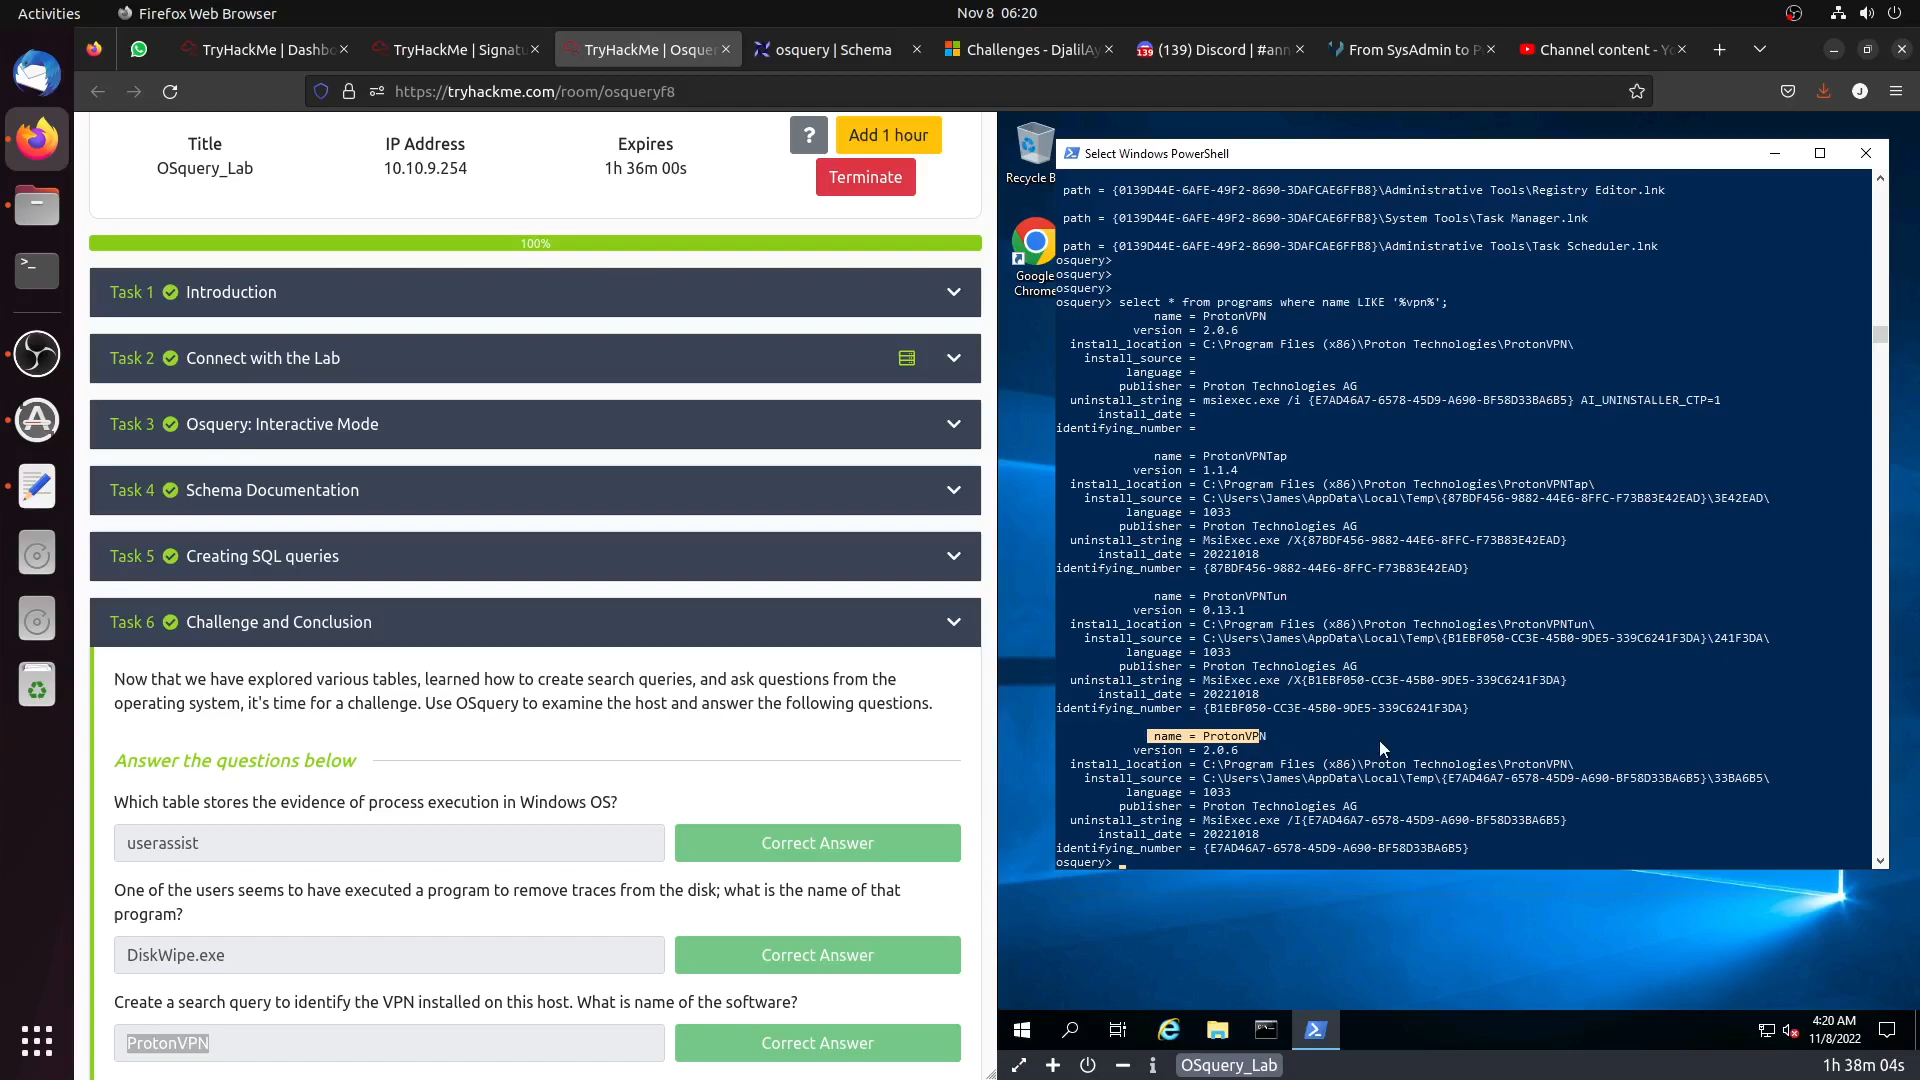 Activities
Firefox Web Browser
Nov 8 06:20
TryHackMe | Dashbo
TryHackMe | Signatu
TryHackMe | Osquer
osquery | Schema
Challenges - DjalilAy
(139) Discord | #ann
From SysAdmin to P
Channel content - Yo
https://tryhackme.com/room/osqueryf8
Title
IP Address
Expires
OSquery_Lab
10.10.9.254
1h 36m 00s
?
Add 1 hour
Terminate
100%
Task 1 Introduction
Task 2 Connect with the Lab
Task 3 Osquery: Interactive Mode
Task 4 Schema Documentation
Task 5 Creating SQL queries
Task 6 Challenge and Conclusion
Now that we have explored various tables, learned how to create search queries, and ask questions from the
operating system, it's time for a challenge. Use OSquery to examine the host and answer the following questions.
Answer the questions below
Which table stores the evidence of process execution in Windows OS?
userassist
Correct Answer
One of the users seems to have executed a program to remove traces from the disk; what is the name of that
program?
DiskWipe.exe
Correct Answer
Create a search query to identify the VPN installed on this host. What is name of the software?
ProtonVPN
Correct Answer
Recycle B
Google
Chrome
Select Windows PowerShell
path = {0139D44E-6AFE-49F2-8690-3DAFCAE6FFB8}\Administrative Tools\Registry Editor.lnk
path = {0139D44E-6AFE-49F2-8690-3DAFCAE6FFB8}\System Tools\Task Manager.lnk
path = {0139D44E-6AFE-49F2-8690-3DAFCAE6FFB8}\Administrative Tools\Task Scheduler.lnk
osquery>
osquery>
osquery>
osquery> select * from programs where name LIKE '%vpn%';
name = ProtonVPN
version = 2.0.6
install_location = C:\Program Files (x86)\Proton Technologies\ProtonVPN\
install_source =
language =
publisher = Proton Technologies AG
uninstall_string = msiexec.exe /i {E7AD46A7-6578-45D9-A690-BF58D33BA6B5} AI_UNINSTALLER_CTP=1
install_date =
identifying_number =
name = ProtonVPNTap
version = 1.1.4
install_location = C:\Program Files (x86)\Proton Technologies\ProtonVPNTap\
install_source = C:\Users\James\AppData\Local\Temp\{87BDF456-9882-44E6-8FFC-F73B83E42EAD}\3E42EAD\
language = 1033
publisher = Proton Technologies AG
uninstall_string = MsiExec.exe /X{87BDF456-9882-44E6-8FFC-F73B83E42EAD}
install_date = 20221018
identifying_number = {87BDF456-9882-44E6-8FFC-F73B83E42EAD}
name = ProtonVPNTun
version = 0.13.1
install_location = C:\Program Files (x86)\Proton Technologies\ProtonVPNTun\
install_source = C:\Users\James\AppData\Local\Temp\{B1EBF050-CC3E-45B0-9DE5-339C6241F3DA}\241F3DA\
language = 1033
publisher = Proton Technologies AG
uninstall_string = MsiExec.exe /X{B1EBF050-CC3E-45B0-9DE5-339C6241F3DA}
install_date = 20221018
identifying_number = {B1EBF050-CC3E-45B0-9DE5-339C6241F3DA}
name = ProtonVPN
version = 2.0.6
install_location = C:\Program Files (x86)\Proton Technologies\ProtonVPN\
install_source = C:\Users\James\AppData\Local\Temp\{E7AD46A7-6578-45D9-A690-BF58D33BA6B5}\33BA6B5\
language = 1033
publisher = Proton Technologies AG
uninstall_string = MsiExec.exe /I{E7AD46A7-6578-45D9-A690-BF58D33BA6B5}
install_date = 20221018
identifying_number = {E7AD46A7-6578-45D9-A690-BF58D33BA6B5}
osquery>
4:20 AM
11/8/2022
OSquery_Lab
1h 38m 04s